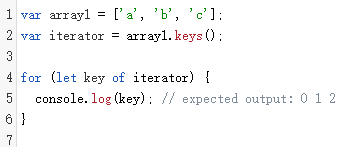 1 var array1 = ['a', 'b', 'c'];
2 var iterator = array1.keys();
3
4 for (let key of iterator) {
5   console.log(key); // expected output: 0 1 2
6 }
7